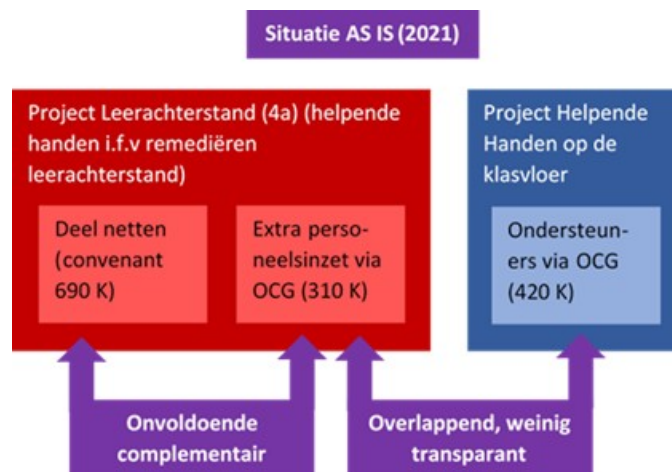 Situatie AS IS (2021)
Project Leerachterstand (4a) (helpende
handen i.f.v remediëren
leerachterstand)
Deel netten
(convenant
690 K)
Extra perso-
neelsinzet via
OCG (310 K)
Project Helpende
Handen op de
klasvloer
Ondersteun-
ers via OCG
(420 K)
Onvoldoende
complementair
Overlappend, weinig
transparant